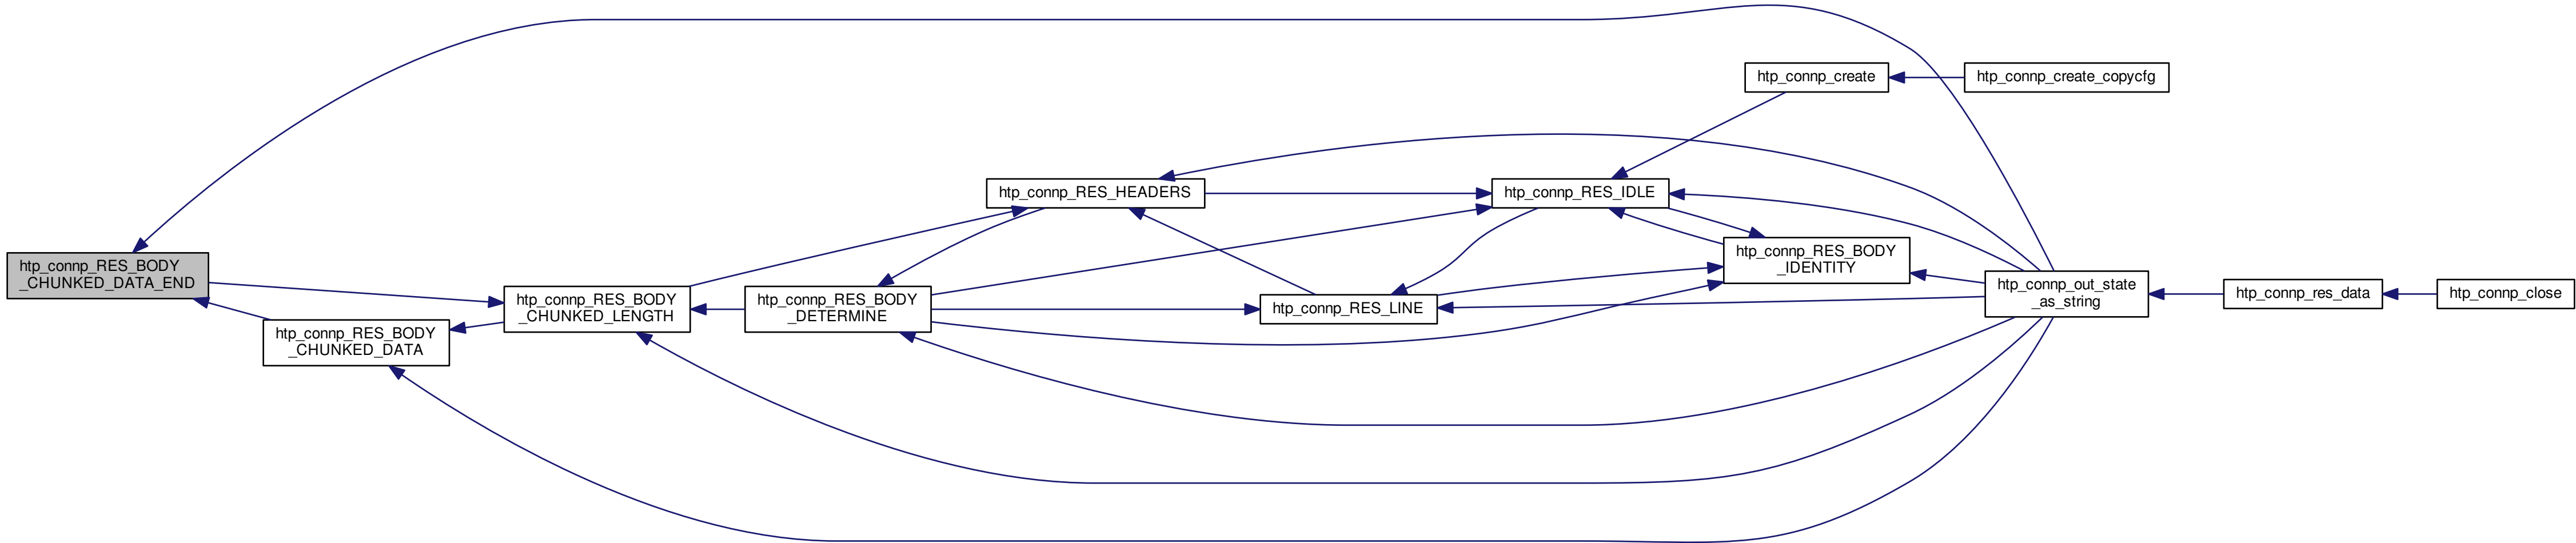 htp_connp_create
htp_connp_create_copycfg
htp_connp_RES_HEADERS
htp_connp_RES_IDLE
htp_connp_RES_BODY
_IDENTITY
htp_connp_RES_BODY
_CHUNKED_DATA_END
htp_connp_RES_BODY
_CHUNKED_LENGTH
htp_connp_RES_BODY
_DETERMINE
htp_connp_RES_LINE
htp_connp_out_state
_as_string
htp_connp_res_data
htp_connp_close
htp_connp_RES_BODY
_CHUNKED_DATA